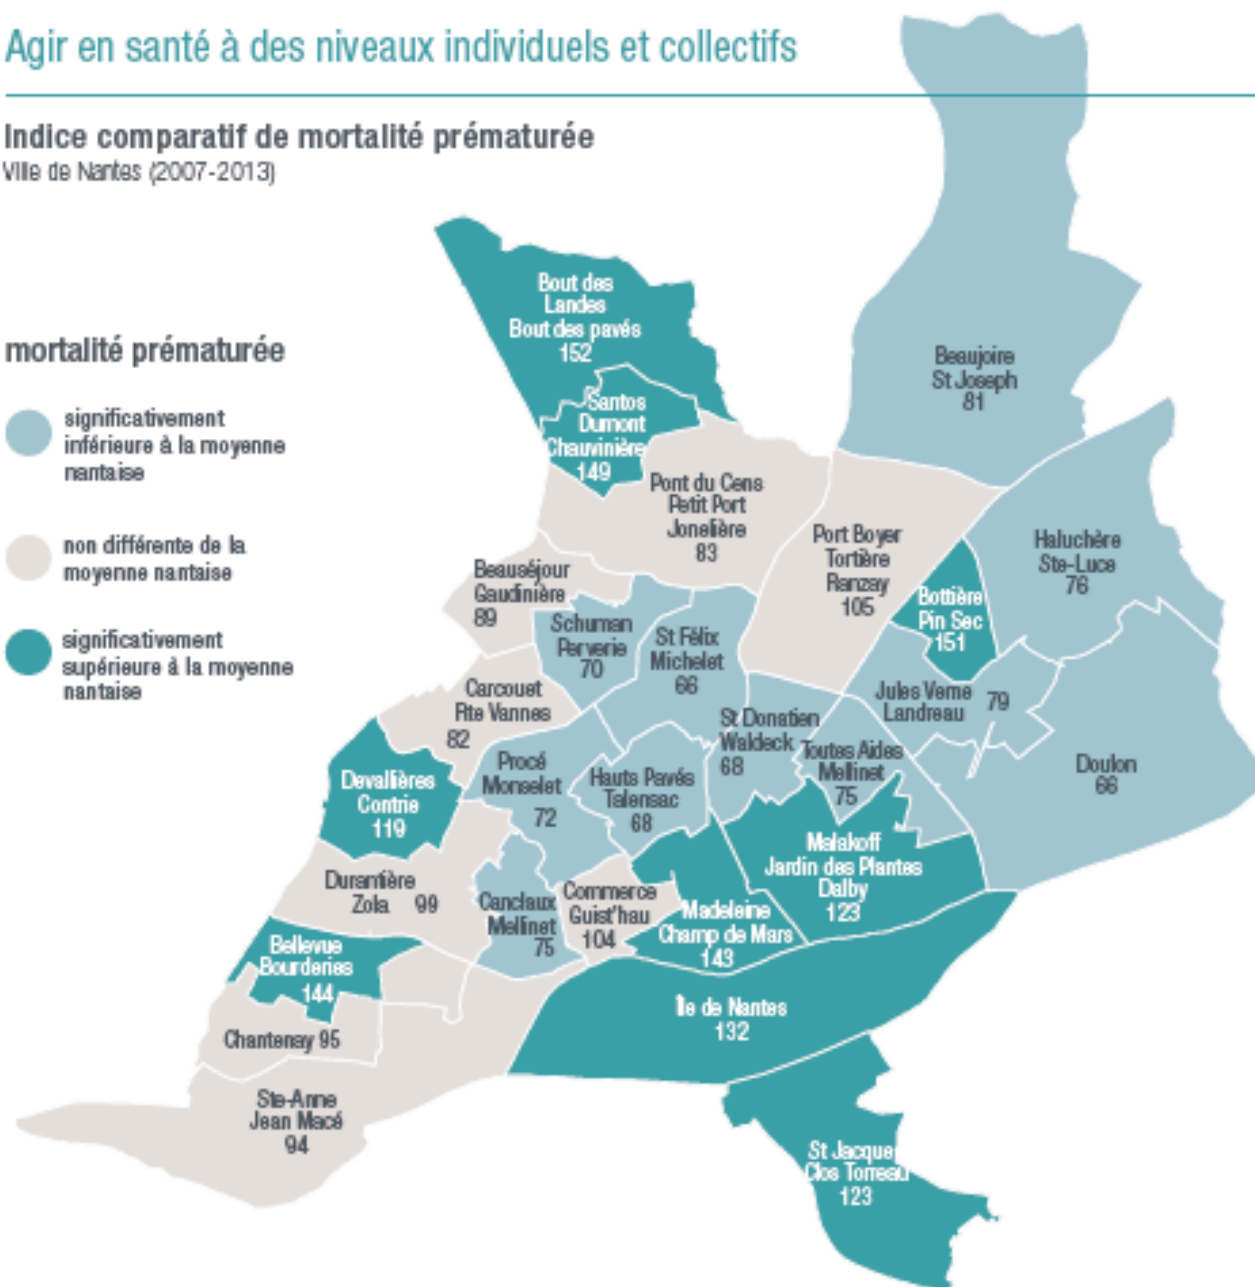 Agir en santé à des niveaux individuels et collectifs
Indice comparatif de mortalité prématurée
Ville de Nantes (2007-2013)
mortalité prématurée
significativement
inférieure à la moyenne
nantaise
non différente de la
moyenne nantaise
significativement
supérieure à la moyenne
nantaise
Bout des
Landes
Bout des pavés
152
Santos
Dumont
Chauvinière
149
Beaujoire
St Joseph
81
Pont du Cens
Petit Port
Jonelière
83
Port Boyer
Tortière
Ranzay
105
Haluchère
Ste-Luce
76
Bottière
Pin Sec
151
Beauséjour
Gaudinière
89
Schuman
Perverie
70
St Félix
Michelet
66
Jules Verne 79
Landreau
Carcouet
Rte Vannes
82
St Donatien
Waldeck
68
Toutes Aides
Mellinet
75
Doulon
66
Procé
Monselet
72
Hauts Pavés
Talensac
68
Devallières
Contrie
119
Malakoff
Jardin des Plantes
Dalby
123
Durantière
Zola 99
Canclaux
Mellinet
75
Commerce
Guist'hau
104
Madeleine
Champ de Mars
143
Bellevue
Bourderies
144
Île de Nantes
132
Chantenay 95
Ste-Anne
Jean Macé
94
St Jacque
Clos Torreau
123